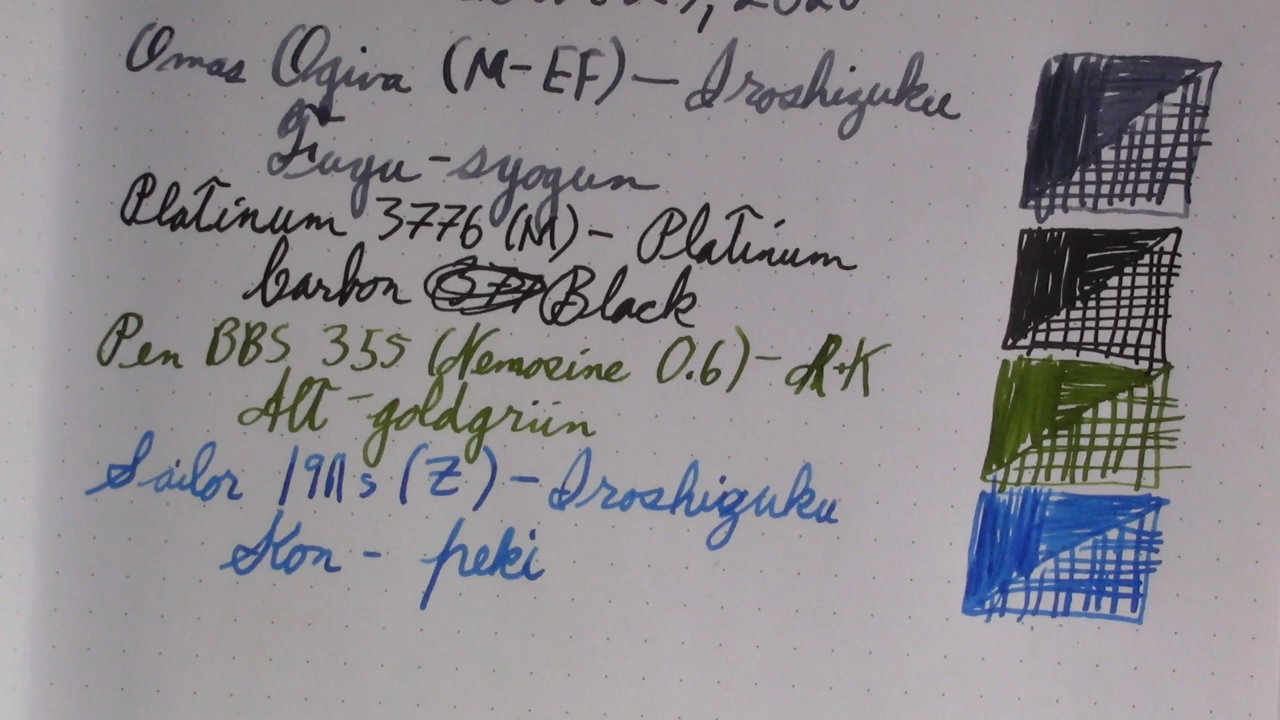 , 2020
Omas Ogiva (M-EF) — Iroshizuku
Fuyu-syogun
Platinum 3776 (M) - Platinum
Carbon Black
Pen BBS 355 (Nemosine 0.6) - R+K
Alt-goldgrün
Sailor 1911s (Z) - Iroshizuku
Kon - peki